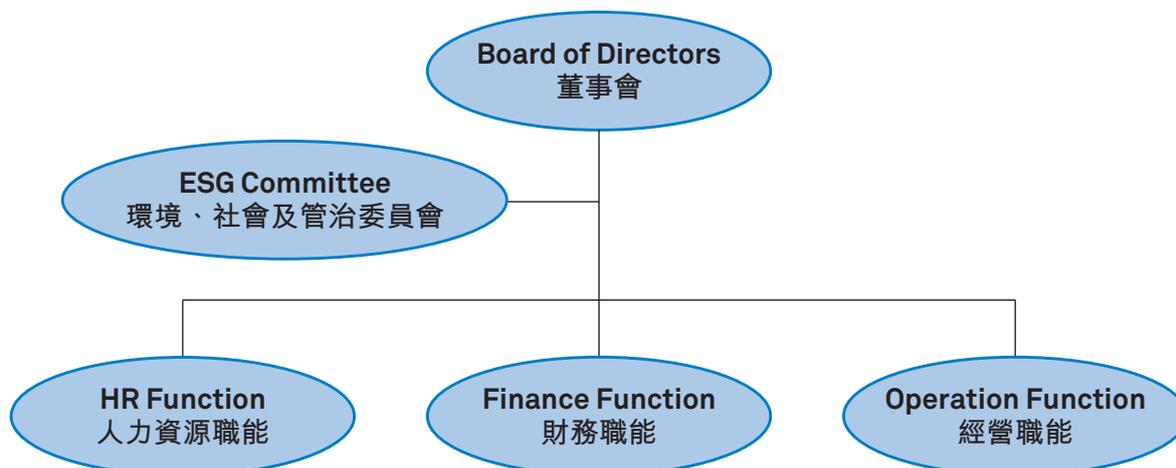 Board of Directors
董事會
ESG Committee
環境、社會及管治委員會
HR Function
人力資源職能
Finance Function
財務職能
Operation Function
經營職能